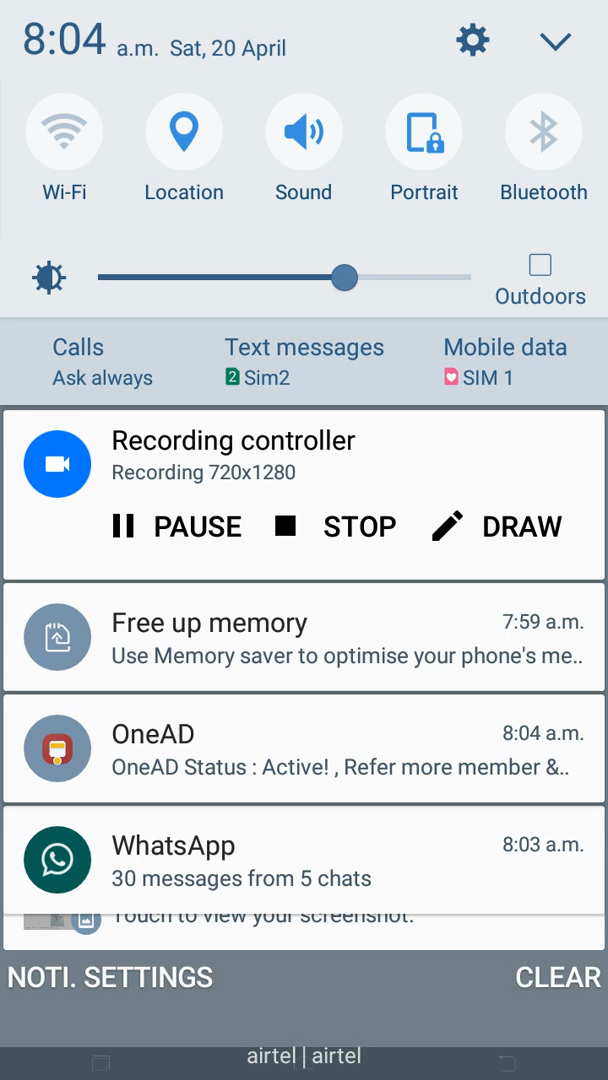 8:04 a.m. Sat, 20 April
Wi-Fi Location Sound Portrait Bluetooth
Outdoors
Calls Text messages Mobile data
Ask always 2 Sim2 SIM 1
Recording controller
Recording 720x1280
PAUSE STOP DRAW
Free up memory 7:59 a.m.
Use Memory saver to optimise your phone's me..
OneAD 8:04 a.m.
OneAD Status : Active! , Refer more member &..
WhatsApp 8:03 a.m.
30 messages from 5 chats
Touch to view your screenshot.
NOTI. SETTINGS CLEAR
airtel | airtel